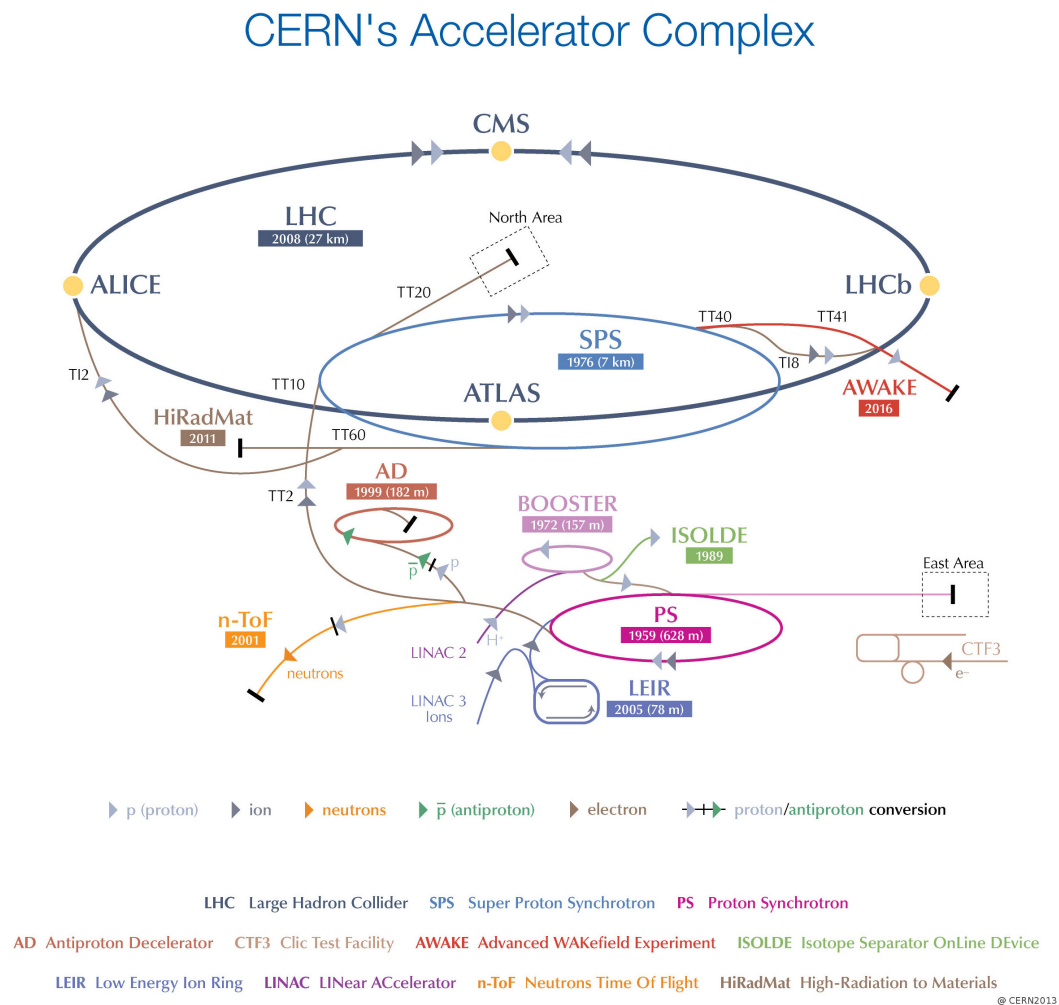 CERN's Accelerator Complex
CMS
LHC
2008 (27 km)
North Area
ALICE
LHCb
TT20
TT40
TT41
SPS
1976 (7 km)
TI8
TI2
TT10
ATLAS
AWAKE
2016
HiRadMat
2011
TT60
AD
1999 (182 m)
TT2
BOOSTER
1972 (157 m)
ISOLDE
1989
p̅
p
East Area
n-ToF
2001
PS
1959 (628 m)
H⁺
LINAC 2
neutrons
CTF3
e⁻
LEIR
2005 (78 m)
LINAC 3
Ions
p (proton) ion neutrons p̅ (antiproton) electron proton/antiproton conversion
LHC Large Hadron Collider SPS Super Proton Synchrotron PS Proton Synchrotron
AD Antiproton Decelerator CTF3 Clic Test Facility AWAKE Advanced WAKefield Experiment ISOLDE Isotope Separator OnLine DEvice
LEIR Low Energy Ion Ring LINAC LINear ACcelerator n-ToF Neutrons Time Of Flight HiRadMat High-Radiation to Materials
@ CERN2013